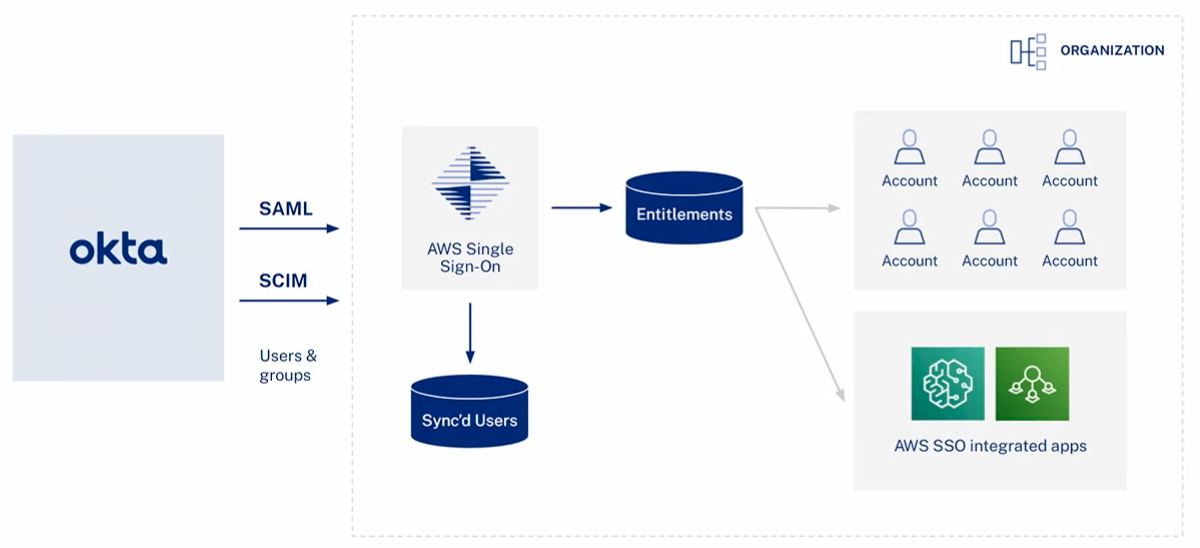 ORGANIZATION
okta
SAML
SCIM
Users &
groups
AWS Single
Sign-On
Sync'd Users
Entitlements
Account Account Account
Account Account Account
AWS SSO integrated apps